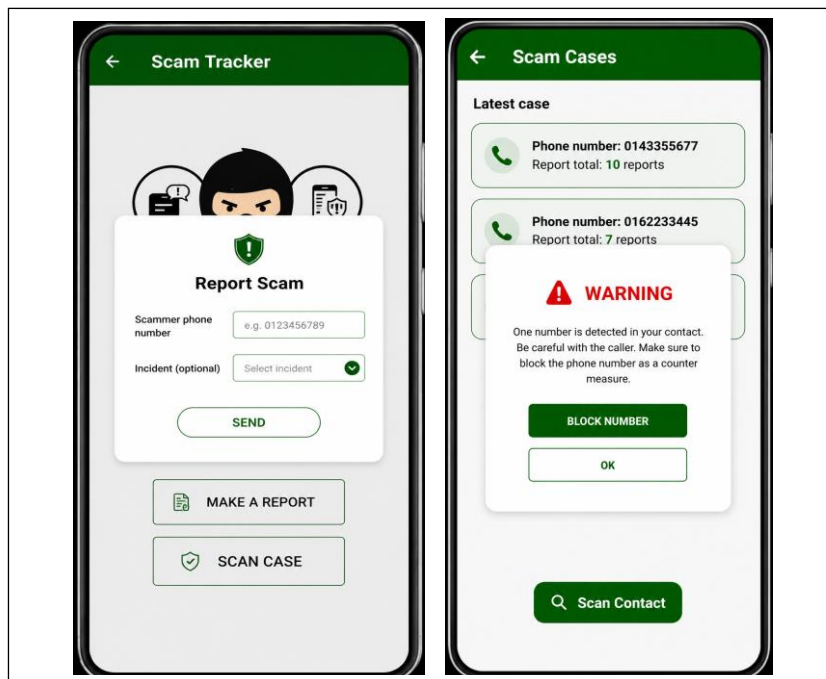 Scam Tracker
Report Scam
Scammer phone
number
e.g. 0123456789
Incident (optional)
Select incident
SEND
MAKE A REPORT
SCAN CASE
Scam Cases
Latest case
Phone number: 0143355677
Report total: 10 reports
Phone number: 0162233445
Report total: 7 reports
WARNING
One number is detected in your contact.
Be careful with the caller. Make sure to
block the phone number as a counter
measure.
BLOCK NUMBER
OK
Scan Contact